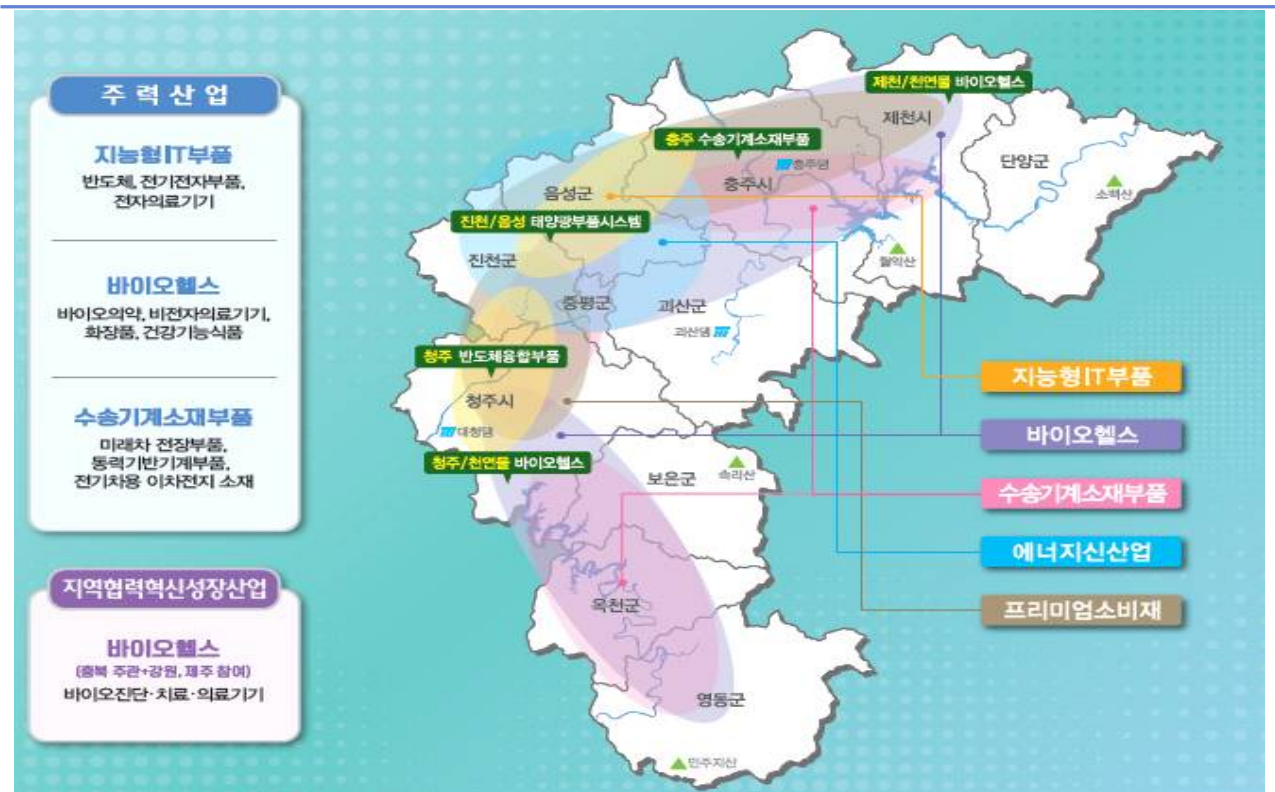 주력산업
지능형IT부품
반도체, 전기전자부품,
전자의료기기
바이오헬스
바이오의약, 비전자의료기기,
화장품, 건강기능식품
수송기계소재부품
미래차 전장부품,
동력기반기계부품,
전기차용 이차전지 소재
지역협력혁신성장산업
바이오헬스
(충북 주관+강원, 제주 참여)
바이오진단·치료·의료기기
제천/천연물 바이오헬스
제천시
충주 수송기계소재부품
충주댐
단양군
충주시
소백산
음성군
진천/음성 태양광부품시스템
진천군
월악산
증평군
괴산군
괴산댐
청주 반도체융합부품
청주시
대청댐
청주/천연물 바이오헬스
보은군
속리산
옥천군
영동군
민주지산
지능형IT부품
바이오헬스
수송기계소재부품
에너지신산업
프리미엄소비재